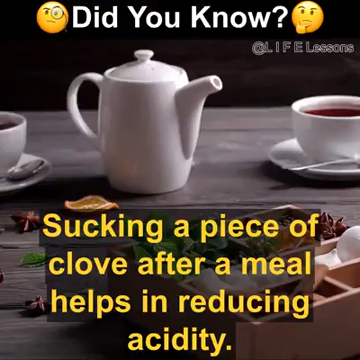 🧐Did You Know?🤔
@L I F E Lessons
Sucking a piece of
clove after a meal
helps in reducing
acidity.